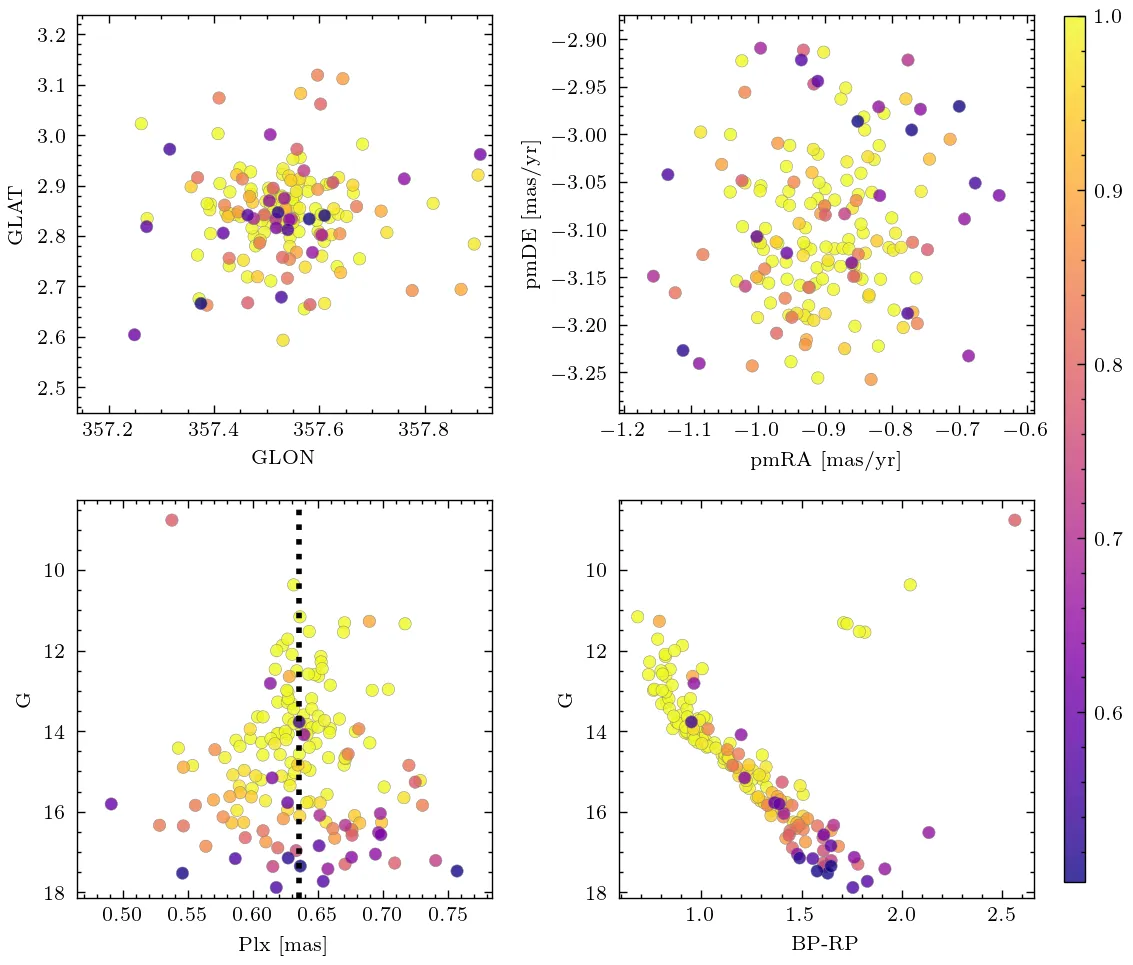 3.2
3.1
3.0
2.9
2.8
2.7
2.6
2.5
GLAT
357.2 357.4 357.6 357.8
GLON
−2.90
−2.95
−3.00
−3.05
−3.10
−3.15
−3.20
−3.25
pmDE [mas/yr]
−1.2 −1.1 −1.0 −0.9 −0.8 −0.7 −0.6
pmRA [mas/yr]
10
12
14
16
18
G
0.50 0.55 0.60 0.65 0.70 0.75
Plx [mas]
10
12
14
16
18
G
1.0 1.5 2.0 2.5
BP-RP
1.0
0.9
0.8
0.7
0.6